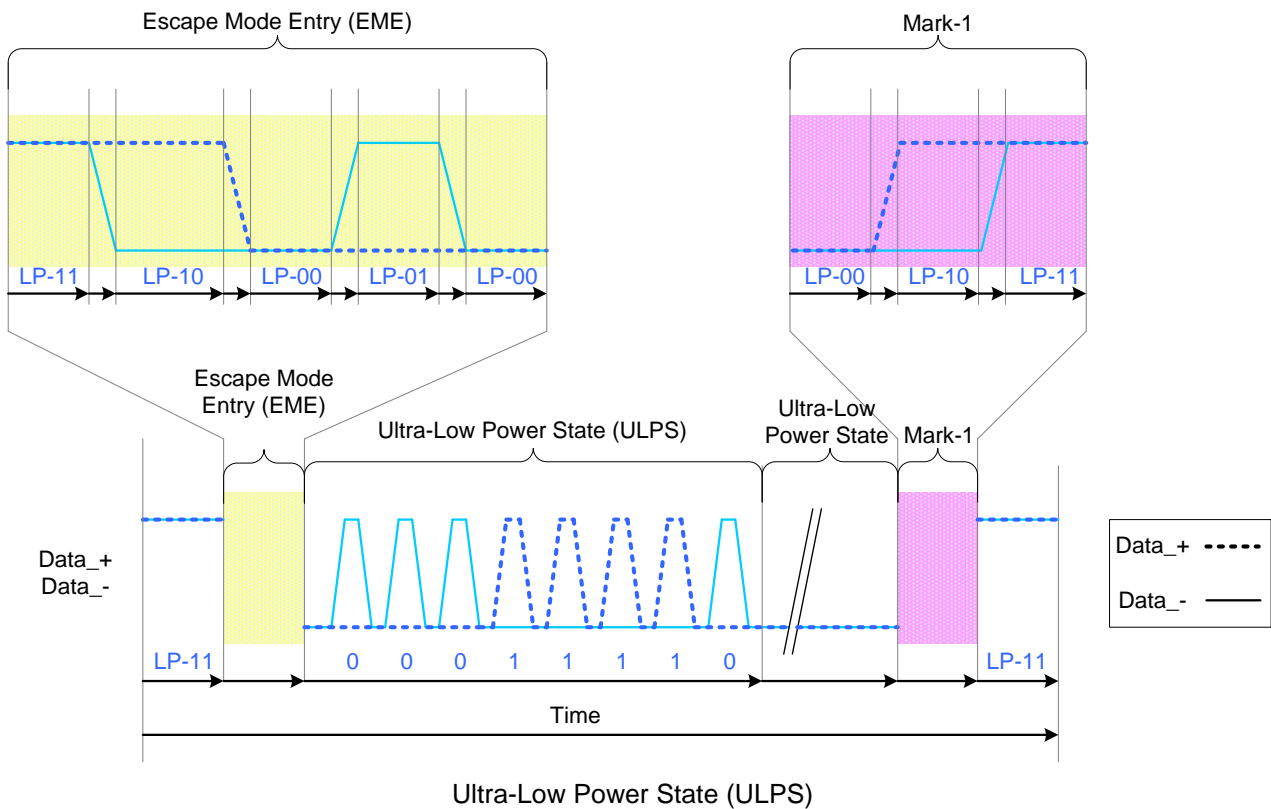 Escape Mode Entry (EME)
Mark-1
LP-11 LP-10 LP-00 LP-01 LP-00
LP-00 LP-10 LP-11
Escape Mode
Entry (EME)
Ultra-Low Power State (ULPS)
Ultra-Low
Power State
Mark-1
Data_+
Data_-
LP-11 0 0 0 1 1 1 1 0 LP-11
Time
Data_+
Data_-
Ultra-Low Power State (ULPS)